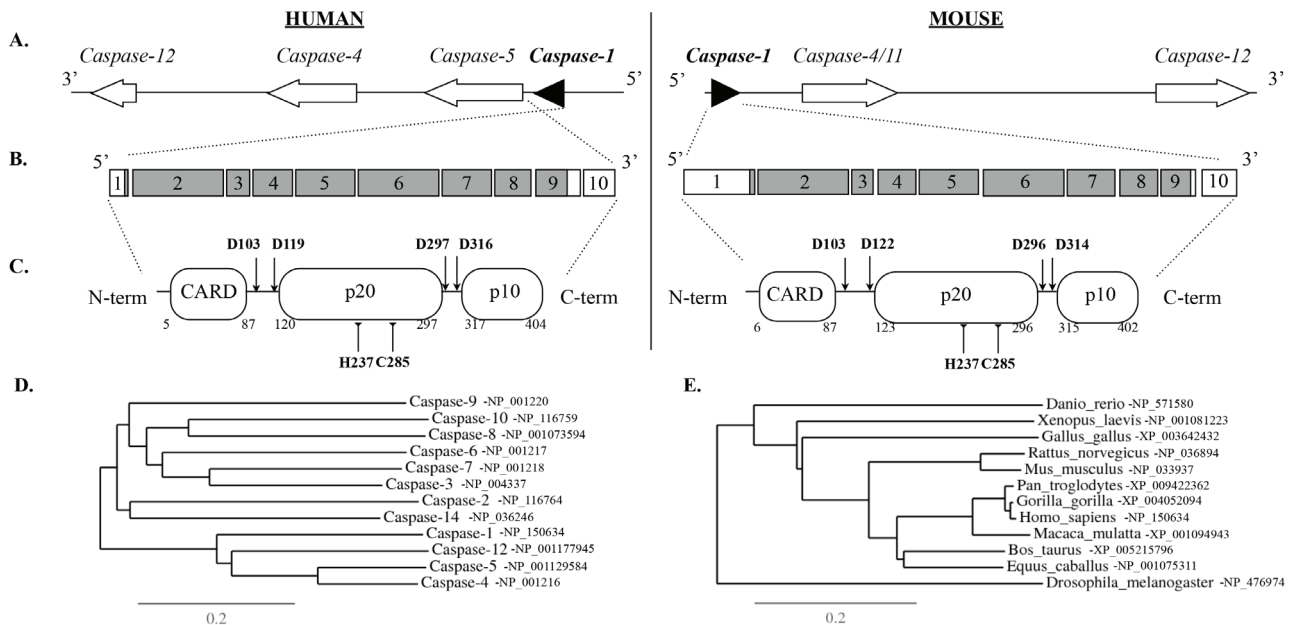 HUMAN MOUSE
A.
Caspase-12 Caspase-4 Caspase-5 Caspase-1 Caspase-1 Caspase-4/11 Caspase-12
3’ 5’ 5’ 3’
B.
5’ 3’ 5’ 3’
1 2 3 4 5 6 7 8 9 10 1 2 3 4 5 6 7 8 9 10
C.
D103 D119 D297 D316 D103 D122 D296 D314
N-term CARD p20 p10 C-term N-term CARD p20 p10 C-term
5 87 120 297 317 404 6 87 123 296 315 402
H237 C285 H237 C285
D.
Caspase-9 -NP_001220
Caspase-10 -NP_116759
Caspase-8 -NP_001073594
Caspase-6 -NP_001217
Caspase-7 -NP_001218
Caspase-3 -NP_004337
Caspase-2 -NP_116764
Caspase-14 -NP_036246
Caspase-1 -NP_150634
Caspase-12 -NP_001177945
Caspase-5 -NP_001129584
Caspase-4 -NP_001216
0.2
E.
Danio_rerio -NP_571580
Xenopus_laevis -NP_001081223
Gallus_gallus -XP_003642432
Rattus_norvegicus -NP_036894
Mus_musculus -NP_033937
Pan_troglodytes -XP_009422362
Gorilla_gorilla -XP_004052094
Homo_sapiens -NP_150634
Macaca_mulatta -XP_001094943
Bos_taurus -XP_005215796
Equus_caballus -NP_001075311
Drosophila_melanogaster -NP_476974
0.2